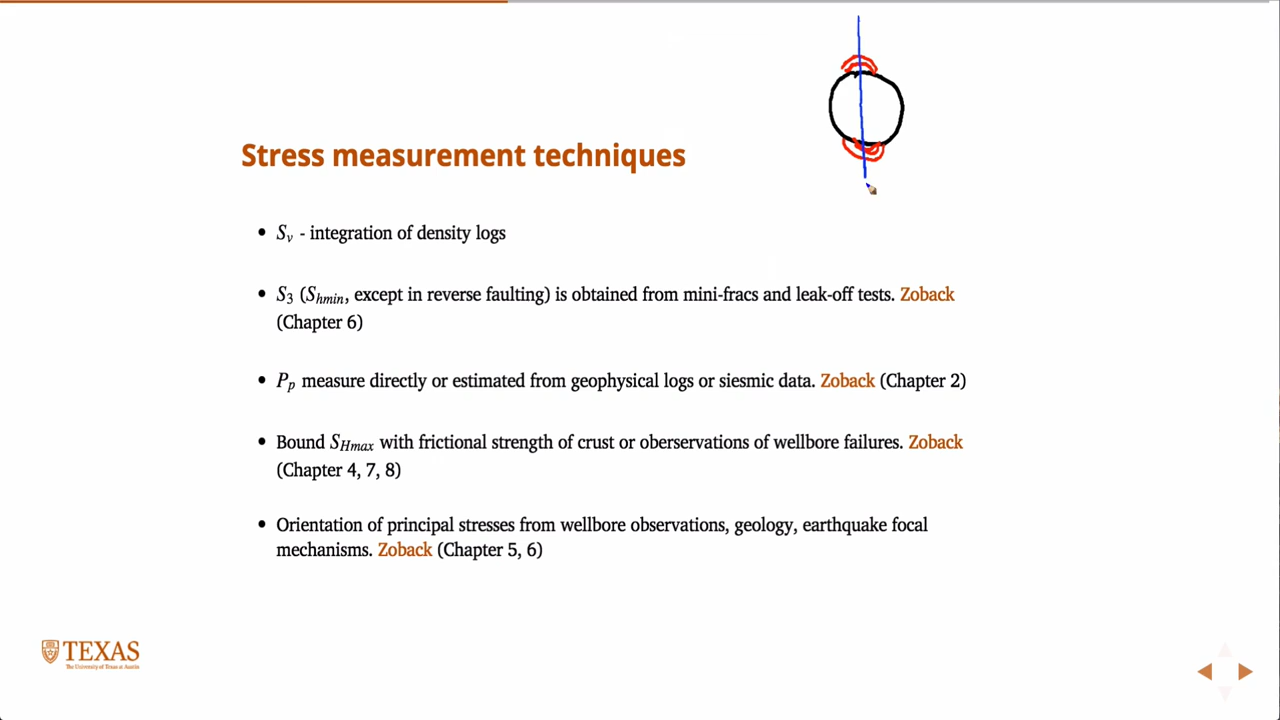 Stress measurement techniques
• Sᵥ - integration of density logs
• S₃ (S_hmin, except in reverse faulting) is obtained from mini-fracs and leak-off tests. Zoback
(Chapter 6)
• Pₚ measure directly or estimated from geophysical logs or siesmic data. Zoback (Chapter 2)
• Bound S_Hmax with frictional strength of crust or oberservations of wellbore failures. Zoback
(Chapter 4, 7, 8)
• Orientation of principal stresses from wellbore observations, geology, earthquake focal
mechanisms. Zoback (Chapter 5, 6)
TEXAS
The University of Texas at Austin